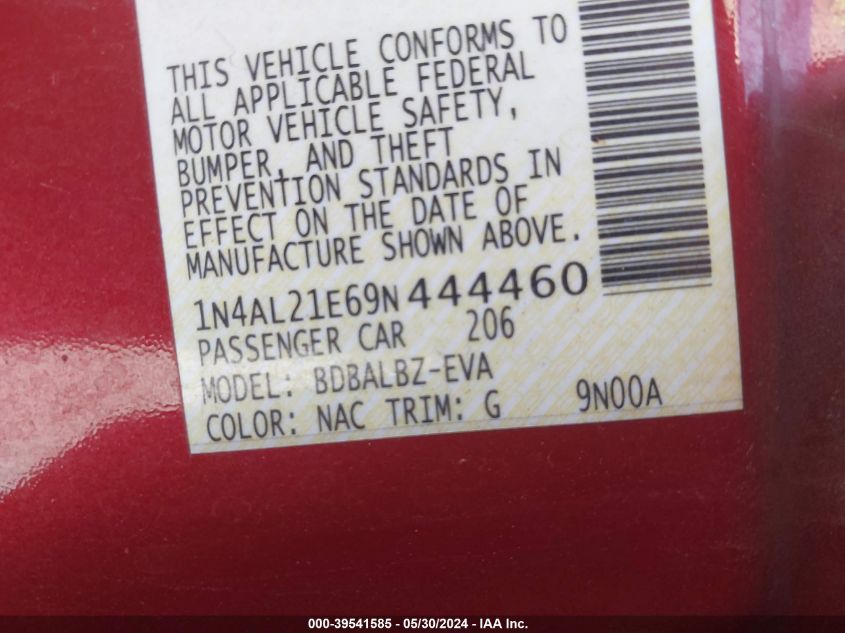 THIS VEHICLE CONFORMS TO
ALL APPLICABLE FEDERAL
MOTOR VEHICLE SAFETY,
BUMPER, AND THEFT
PREVENTION STANDARDS IN
EFFECT ON THE DATE OF
MANUFACTURE SHOWN ABOVE.
1N4AL21E69N444460
PASSENGER CAR 206
MODEL: BDBALBZ-EVA
COLOR: NAC TRIM: G 9N00A
000-39541585 - 05/30/2024 - IAA Inc.